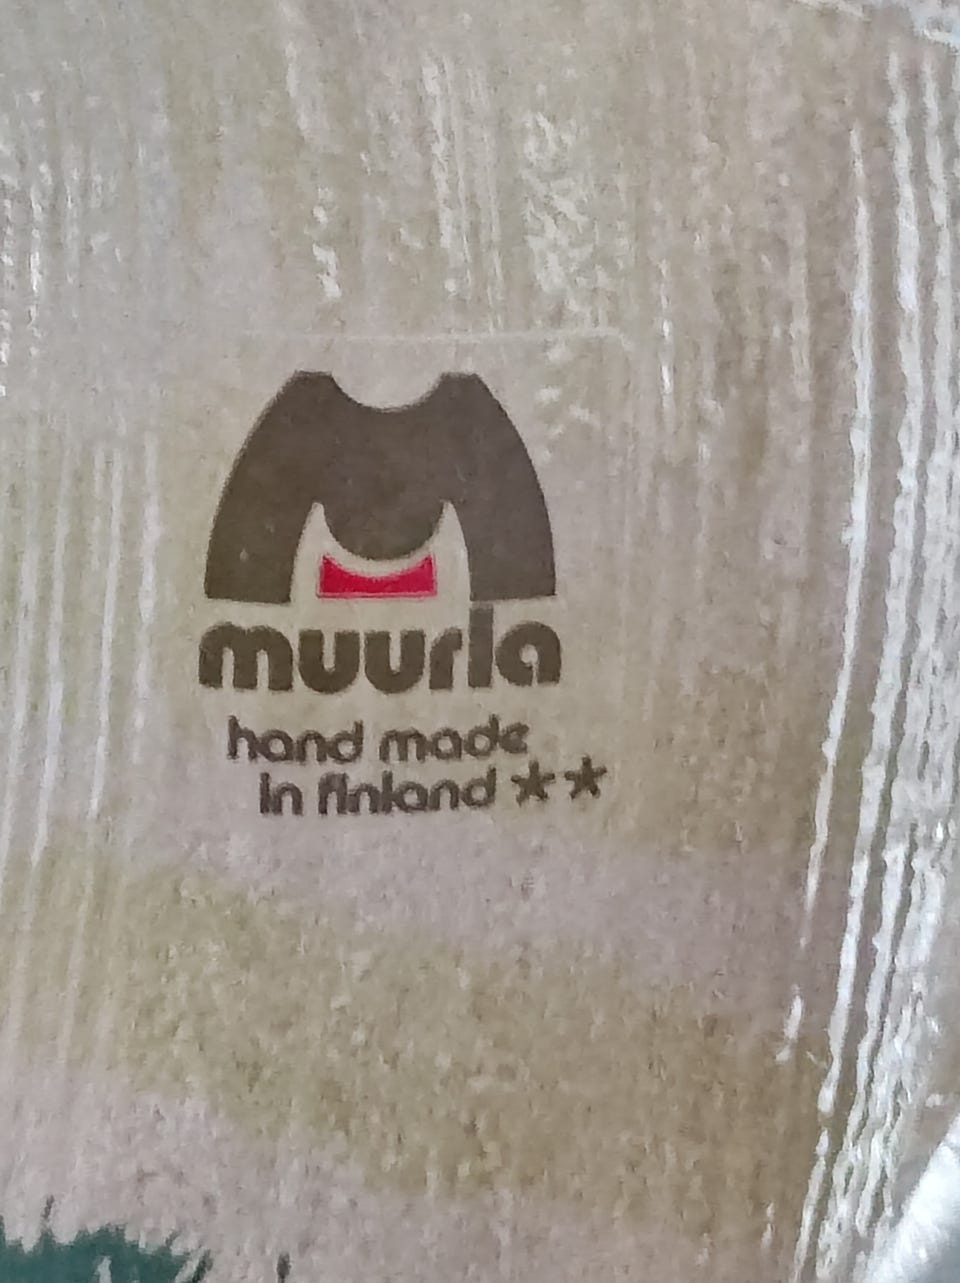 muurla
hand made
in finland ★★